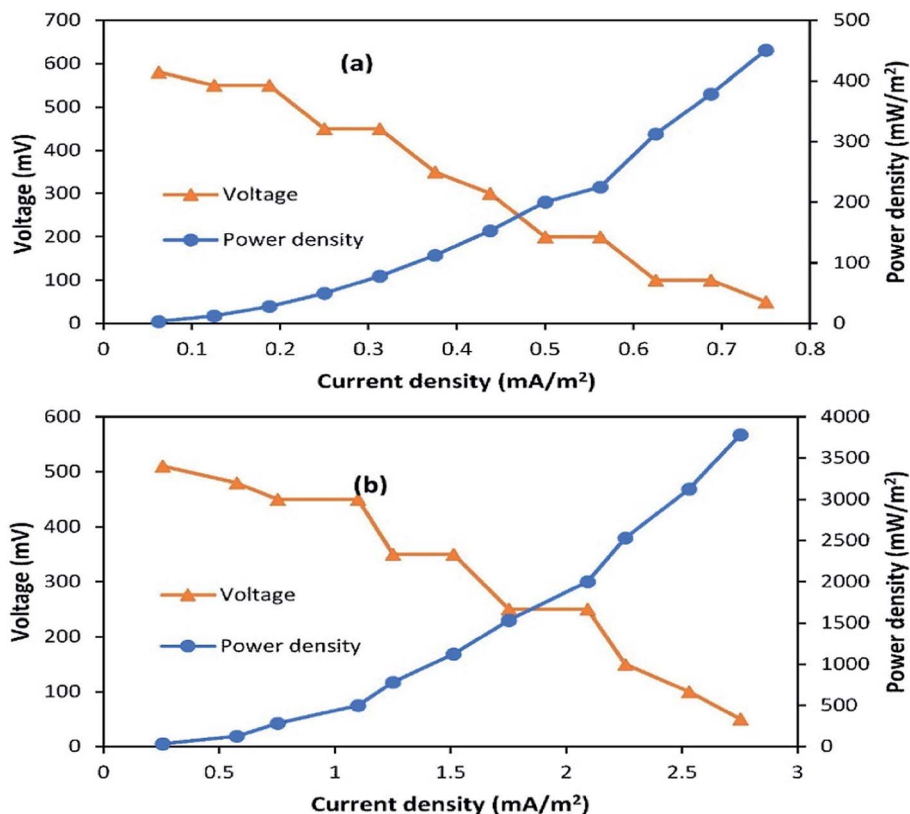 (a)
Voltage (mV)
700
600
500
400
300
200
100
0
Voltage
Power density
500
400
300
200
100
0
Power density (mW/m²)
0 0.1 0.2 0.3 0.4 0.5 0.6 0.7 0.8
Current density (mA/m²)
(b)
Voltage (mV)
600
500
400
300
200
100
0
Voltage
Power density
4000
3500
3000
2500
2000
1500
1000
500
0
Power density (mW/m²)
0 0.5 1 1.5 2 2.5 3
Current density (mA/m²)